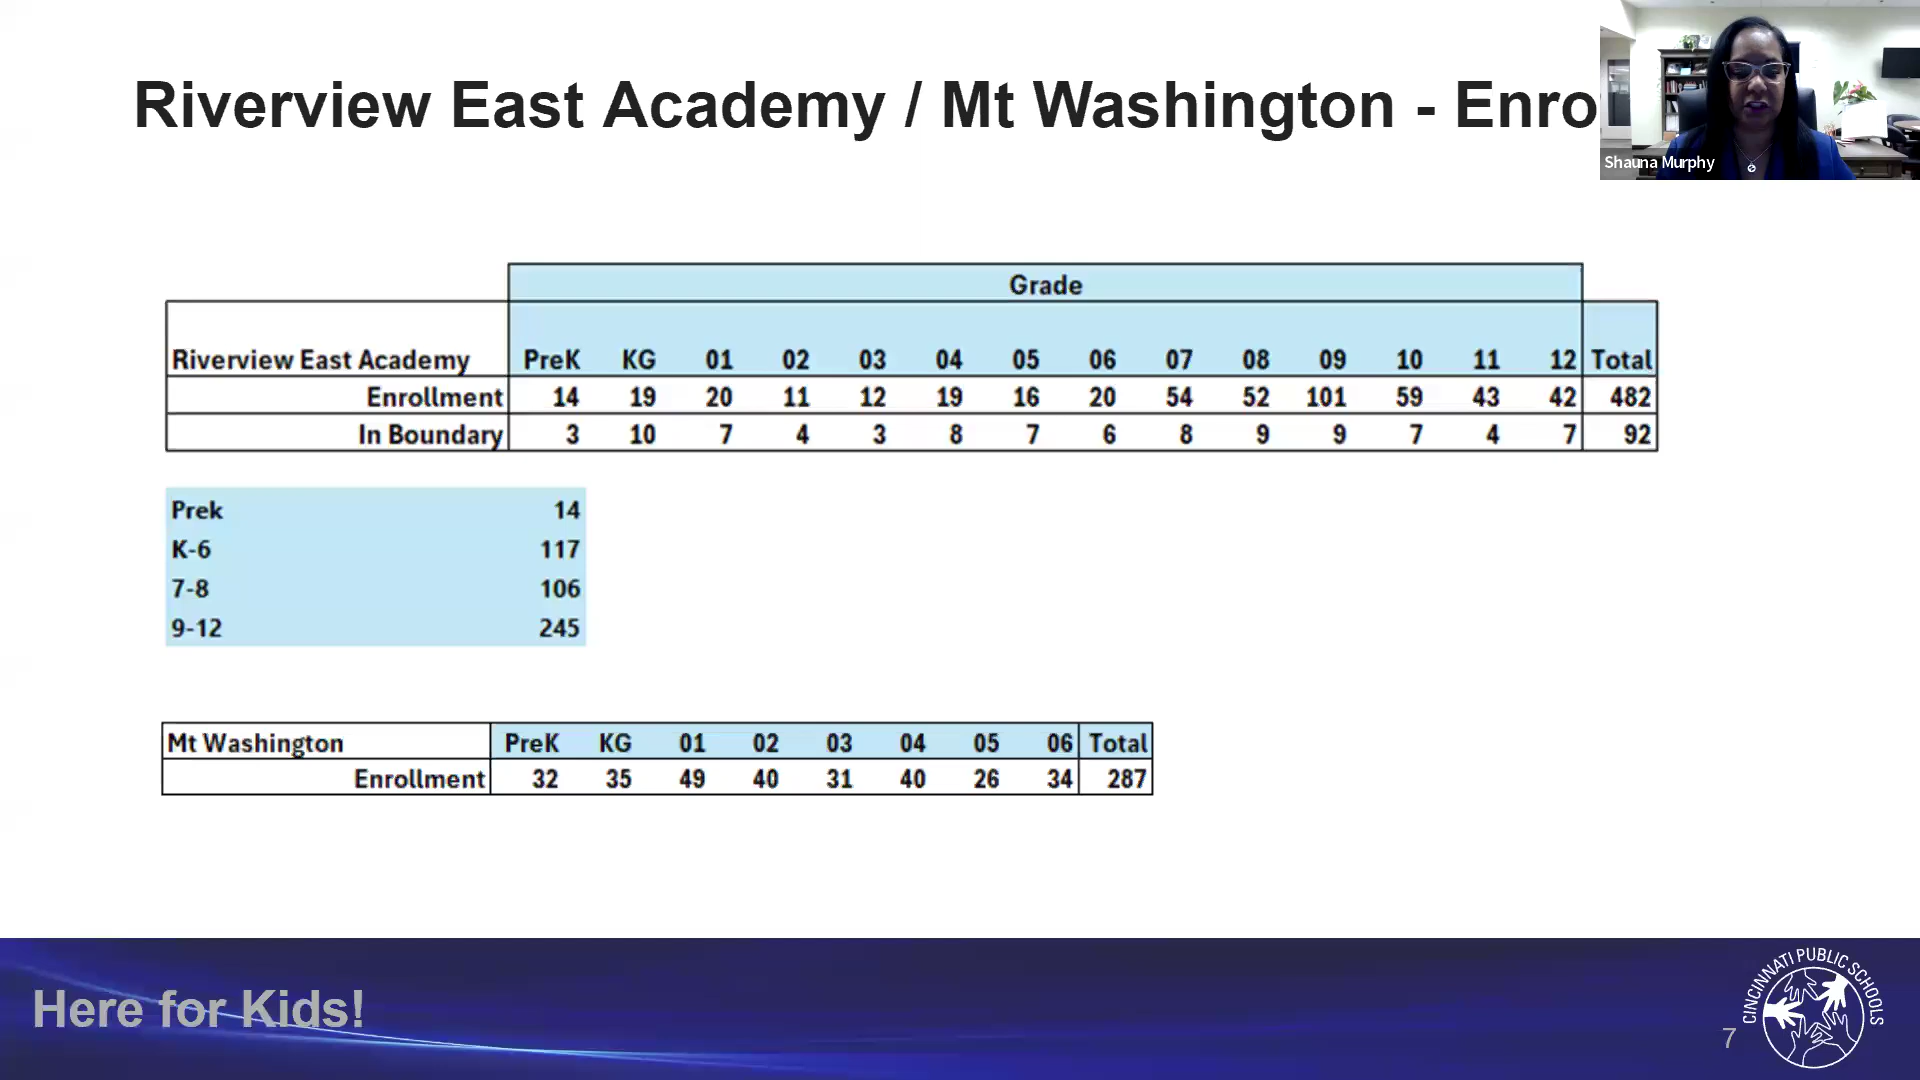 Riverview East Academy / Mt Washington - Enro
Shauna Murphy
Grade
Riverview East Academy PreK KG 01 02 03 04 05 06 07 08 09 10 11 12 Total
Enrollment 14 19 20 11 12 19 16 20 54 52 101 59 43 42 482
In Boundary 3 10 7 4 3 8 7 6 8 9 9 7 4 7 92
Prek 14
K-6 117
7-8 106
9-12 245
Mt Washington PreK KG 01 02 03 04 05 06 Total
Enrollment 32 35 49 40 31 40 26 34 287
Here for Kids!
7
CINCINNATI PUBLIC SCHOOLS